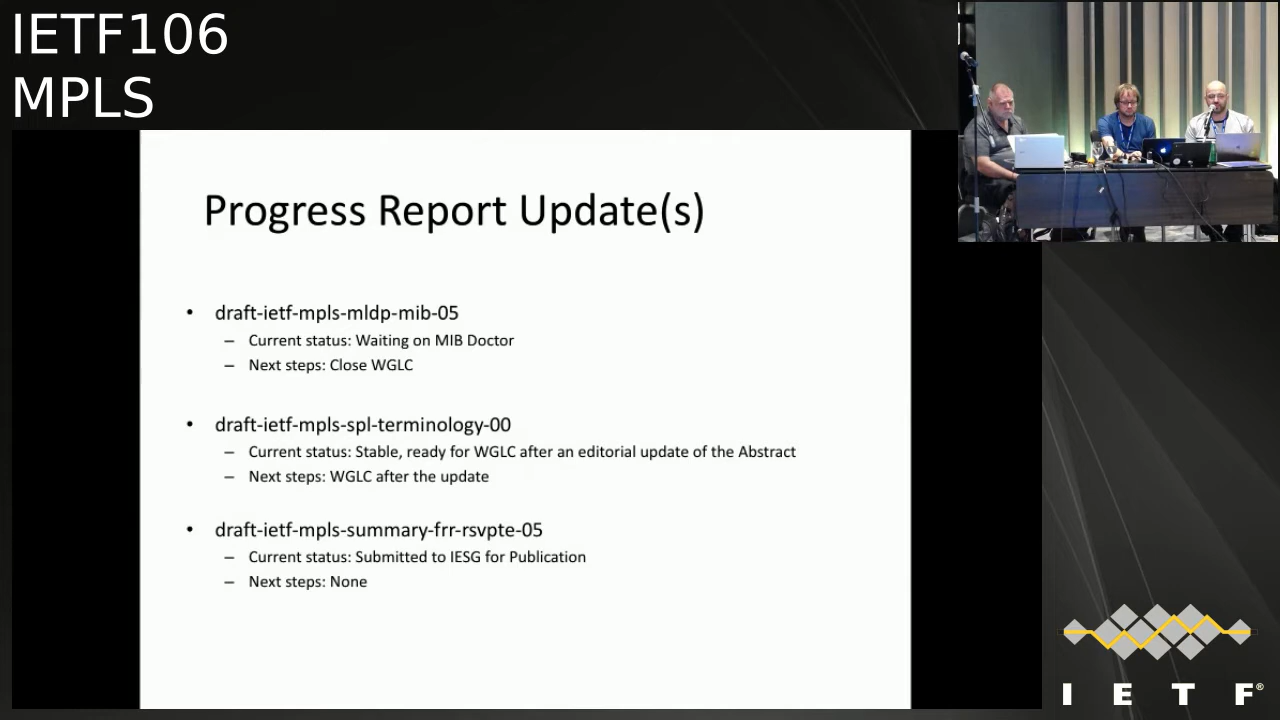 IETF106
MPLS
Progress Report Update(s)
• draft-ietf-mpls-mldp-mib-05
– Current status: Waiting on MIB Doctor
– Next steps: Close WGLC
• draft-ietf-mpls-spl-terminology-00
– Current status: Stable, ready for WGLC after an editorial update of the Abstract
– Next steps: WGLC after the update
• draft-ietf-mpls-summary-frr-rsvpte-05
– Current status: Submitted to IESG for Publication
– Next steps: None
I E T F®